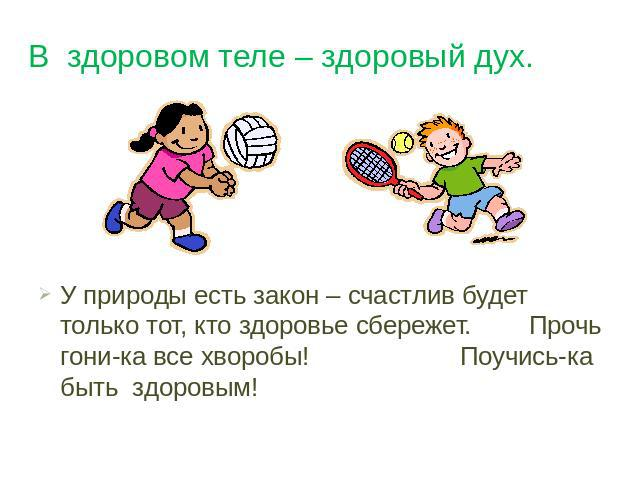 В здоровом теле – здоровый дух.
У природы есть закон – счастлив будет
только тот, кто здоровье сбережет. Прочь
гони-ка все хворобы! Поучись-ка
быть здоровым!